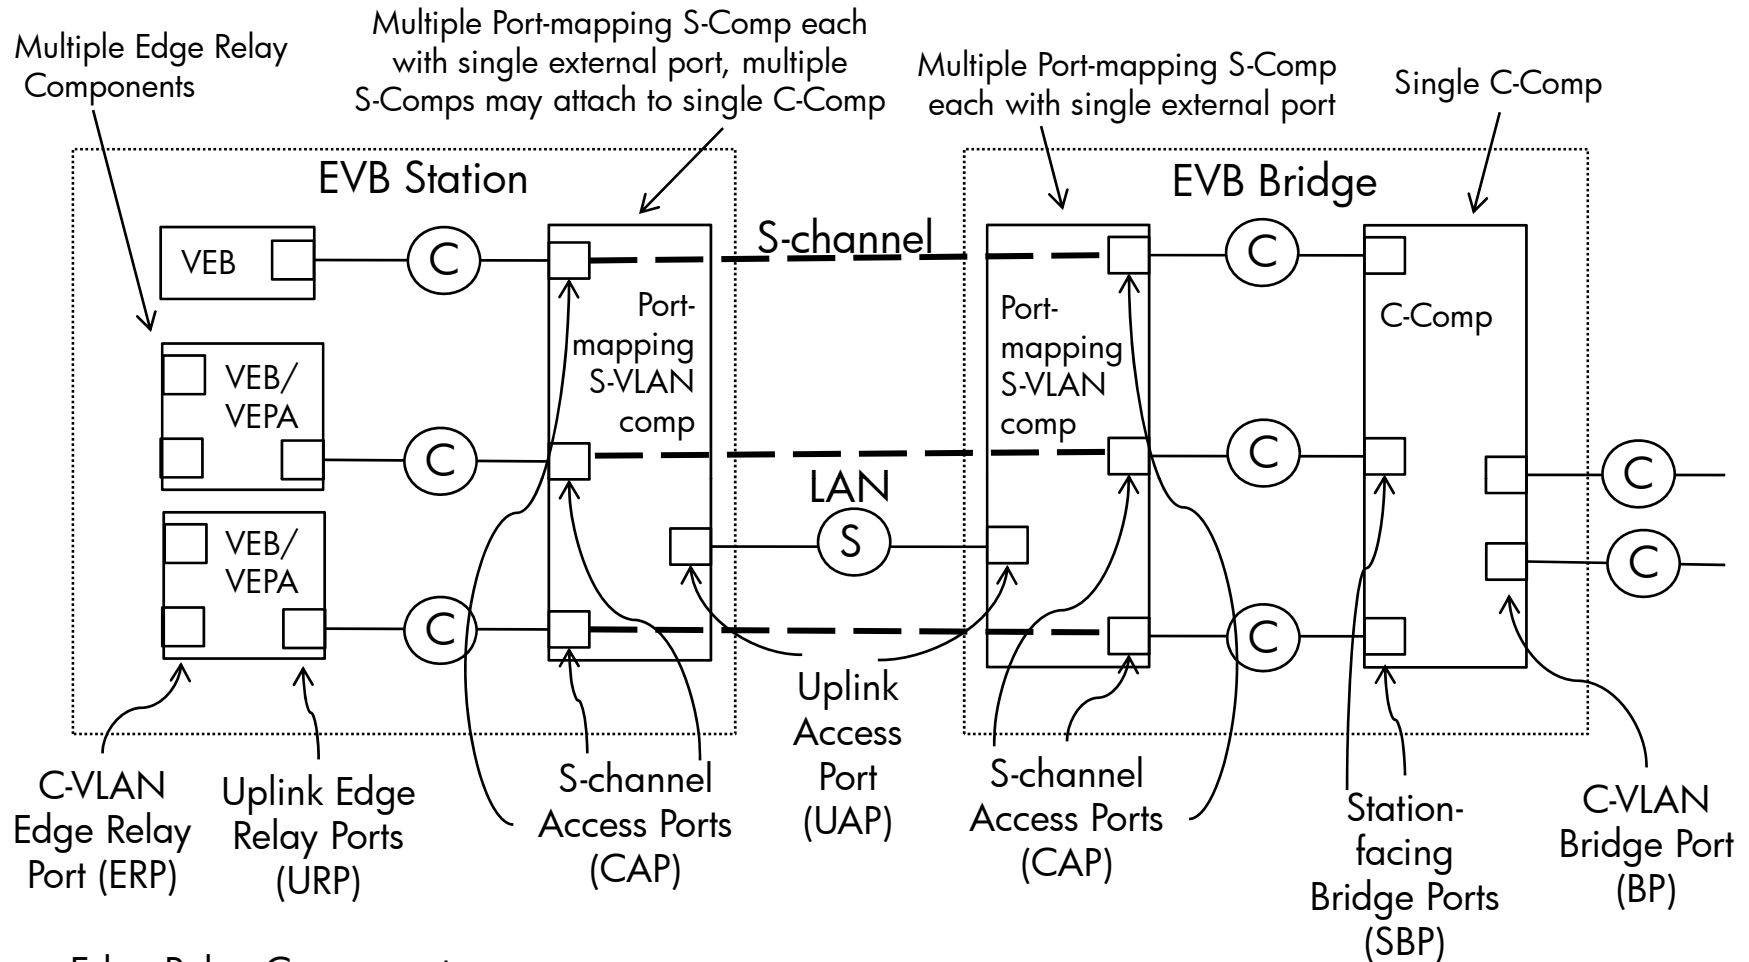 Multiple Edge Relay
Components
Multiple Port-mapping S-Comp each
with single external port, multiple
S-Comps may attach to single C-Comp
Multiple Port-mapping S-Comp
each with single external port
Single C-Comp
EVB Station
EVB Bridge
VEB
C
S-channel
C
Port-
mapping
S-VLAN
comp
Port-
mapping
S-VLAN
comp
C-Comp
VEB/
VEPA
C
C
C
LAN
S
VEB/
VEPA
C
C
C
C-VLAN
Edge Relay
Port (ERP)
Uplink Edge
Relay Ports
(URP)
S-channel
Access Ports
(CAP)
Uplink
Access
Port
(UAP)
S-channel
Access Ports
(CAP)
Station-
facing
Bridge Ports
(SBP)
C-VLAN
Bridge Port
(BP)